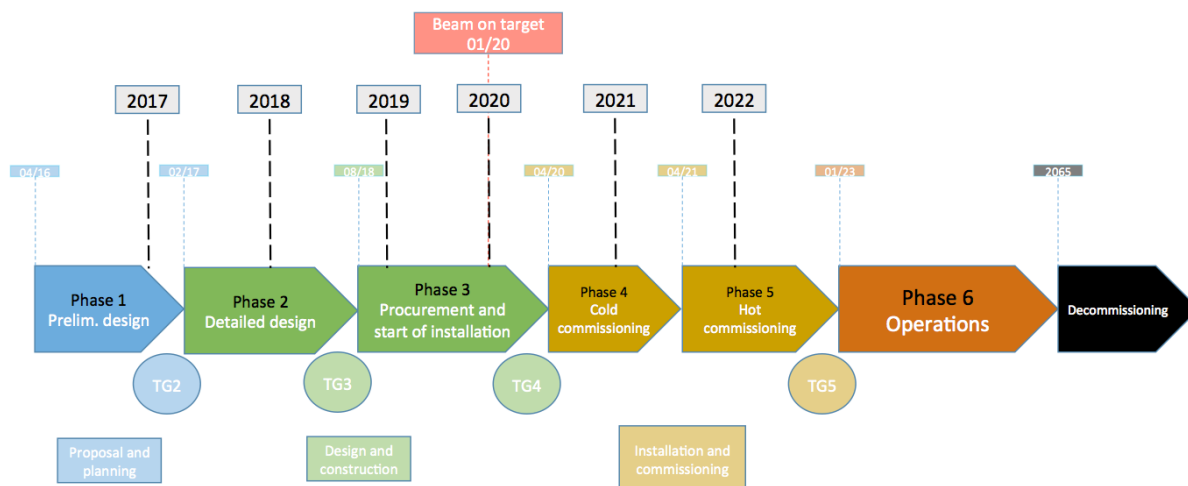 Beam on target
01/20
2017
2018
2019
2020
2021
2022
04/16
02/17
08/18
04/20
04/21
01/23
2065
Phase 1
Prelim. design
Phase 2
Detailed design
Phase 3
Procurement and
start of installation
Phase 4
Cold
commissioning
Phase 5
Hot
commissioning
Phase 6
Operations
Decommissioning
TG2
TG3
TG4
TG5
Proposal and
planning
Design and
construction
Installation and
commissioning